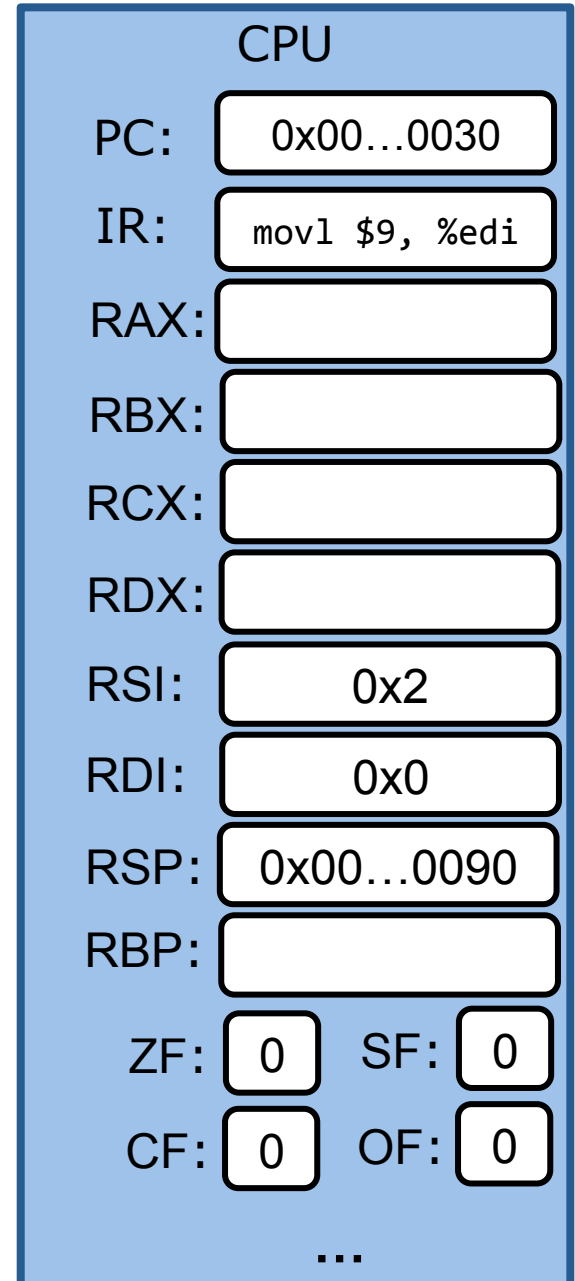 CPU
PC: 0x00…0030
IR: movl $9, %edi
RAX:
RBX:
RCX:
RDX:
RSI: 0x2
RDI: 0x0
RSP: 0x00…0090
RBP:
ZF: 0 SF: 0
CF: 0 OF: 0
…